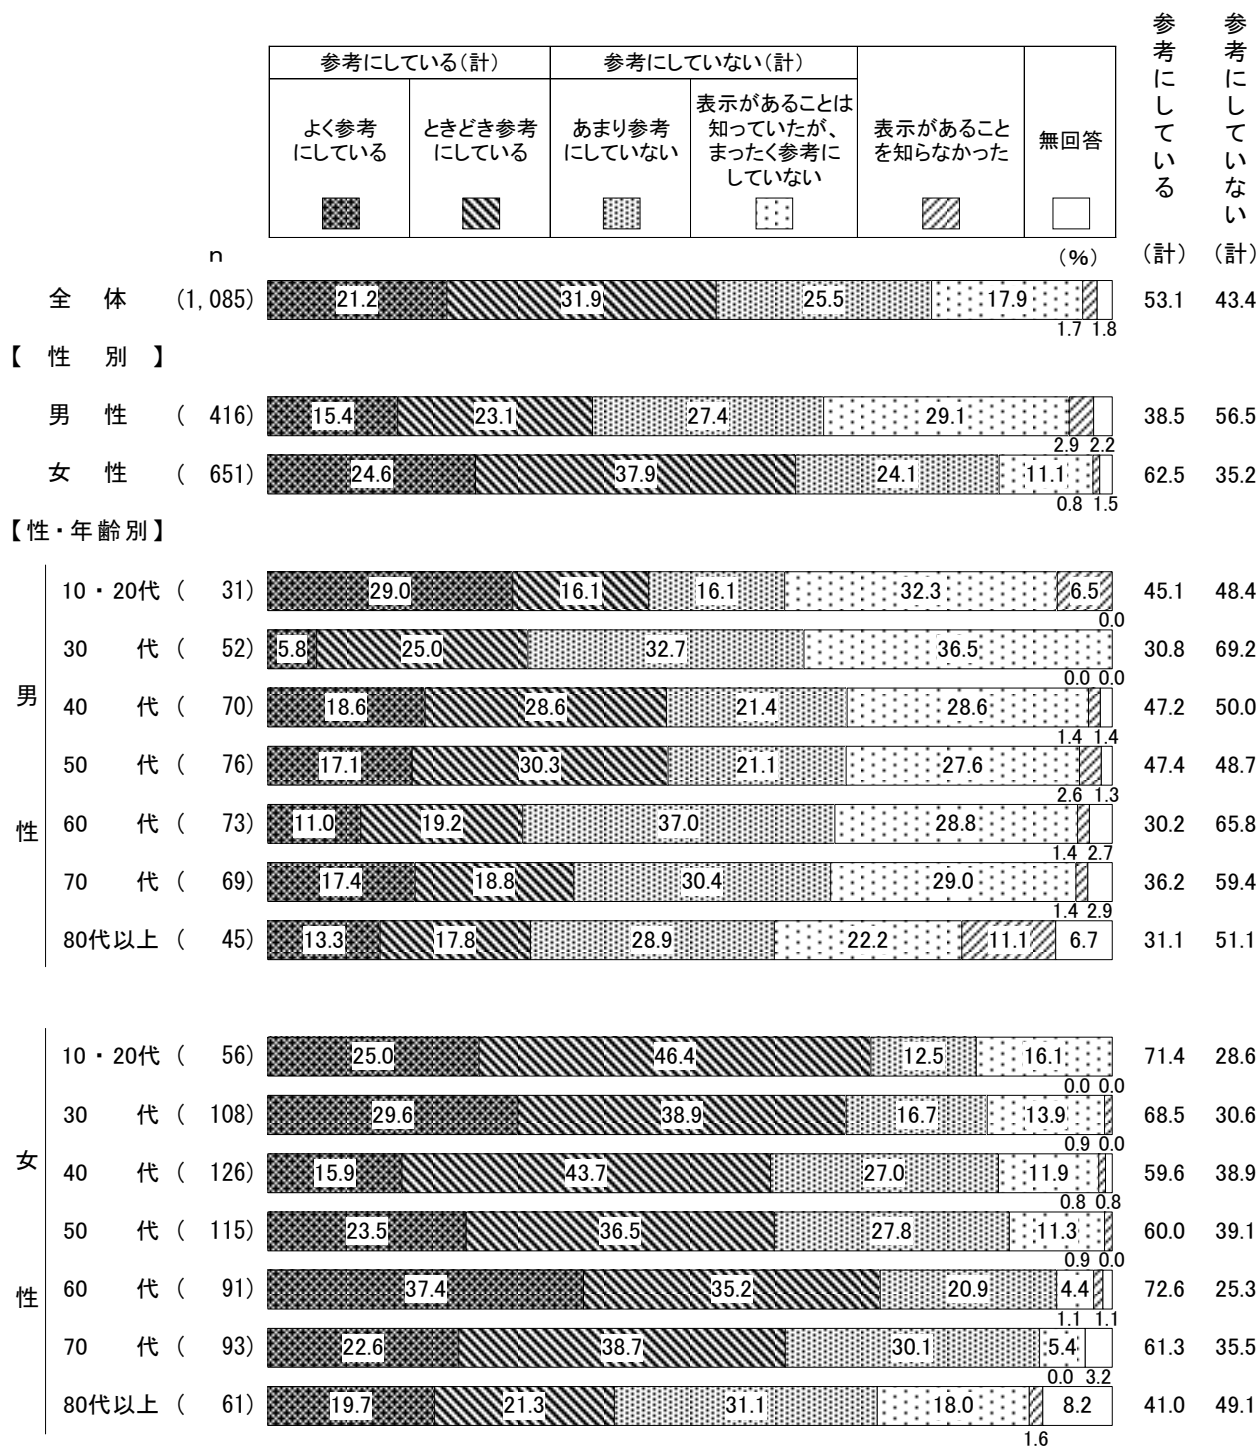 参考にしている(計) 参考にしていない(計)
よく参考にしている
ときどき参考にしている
あまり参考にしていない
表示があることは知っていたが、まったく参考にしていない
表示があることを知らなかった
無回答
参考にしている(計)
参考にしていない(計)
n (%)
全体 (1,085) 21.2 31.9 25.5 17.9 1.7 1.8 53.1 43.4
【性別】
男性 (416) 15.4 23.1 27.4 29.1 2.9 2.2 38.5 56.5
女性 (651) 24.6 37.9 24.1 11.1 0.8 1.5 62.5 35.2
【性・年齢別】
男性
10・20代 (31) 29.0 16.1 16.1 32.3 6.5 0.0 45.1 48.4
30代 (52) 5.8 25.0 32.7 36.5 0.0 0.0 30.8 69.2
40代 (70) 18.6 28.6 21.4 28.6 1.4 1.4 47.2 50.0
50代 (76) 17.1 30.3 21.1 27.6 2.6 1.3 47.4 48.7
60代 (73) 11.0 19.2 37.0 28.8 1.4 2.7 30.2 65.8
70代 (69) 17.4 18.8 30.4 29.0 1.4 2.9 36.2 59.4
80代以上 (45) 13.3 17.8 28.9 22.2 11.1 6.7 31.1 51.1
女性
10・20代 (56) 25.0 46.4 12.5 16.1 0.0 0.0 71.4 28.6
30代 (108) 29.6 38.9 16.7 13.9 0.9 0.0 68.5 30.6
40代 (126) 15.9 43.7 27.0 11.9 0.8 0.8 59.6 38.9
50代 (115) 23.5 36.5 27.8 11.3 0.9 0.0 60.0 39.1
60代 (91) 37.4 35.2 20.9 4.4 1.1 1.1 72.6 25.3
70代 (93) 22.6 38.7 30.1 5.4 0.0 3.2 61.3 35.5
80代以上 (61) 19.7 21.3 31.1 18.0 1.6 8.2 41.0 49.1